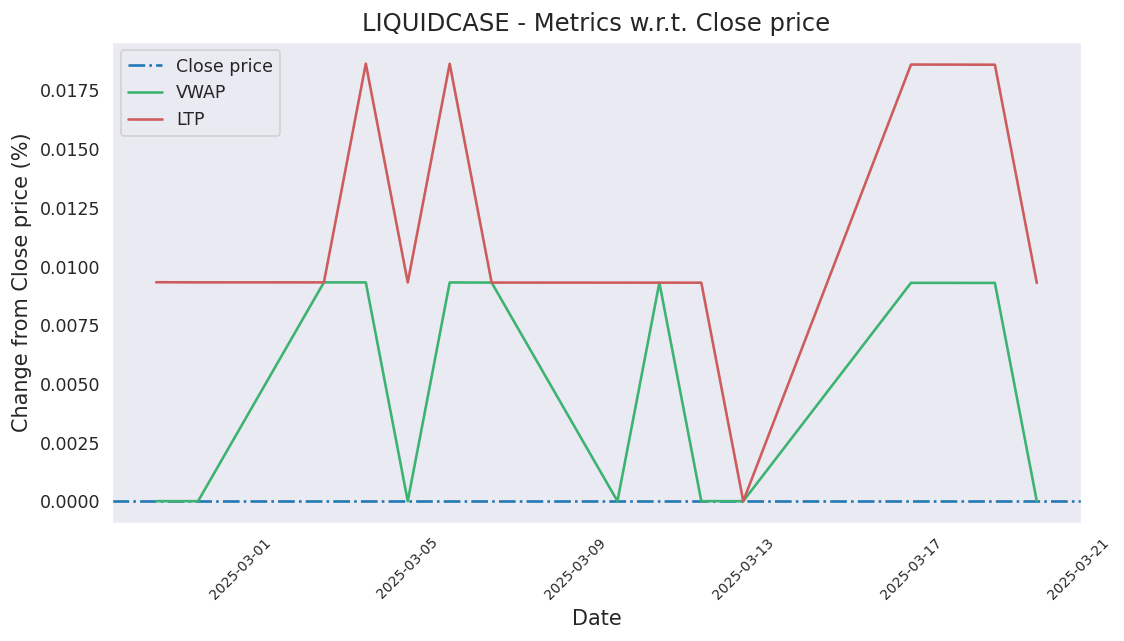 LIQUIDCASE - Metrics w.r.t. Close price
Close price
VWAP
LTP
Change from Close price (%)
0.0175
0.0150
0.0125
0.0100
0.0075
0.0050
0.0025
0.0000
2025-03-01
2025-03-05
2025-03-09
2025-03-13
2025-03-17
2025-03-21
Date